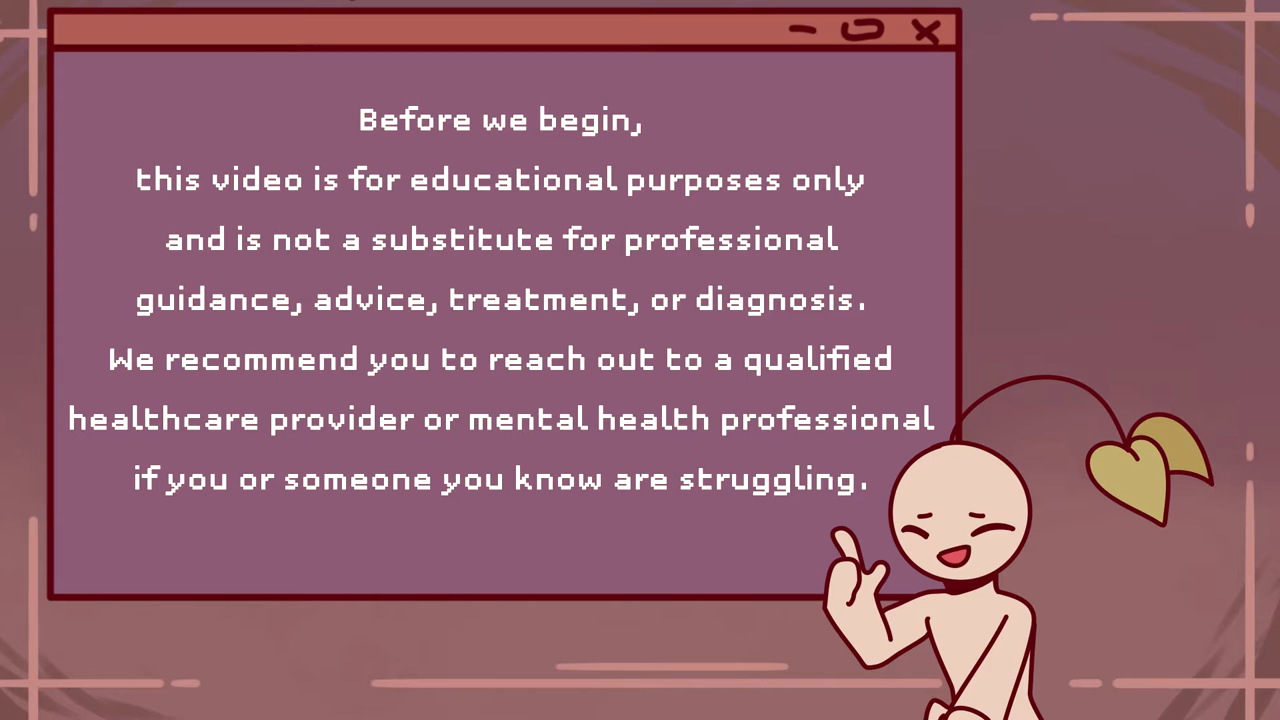 Before we begin,
this video is for educational purposes only
and is not a substitute for professional
guidance, advice, treatment, or diagnosis.
We recommend you to reach out to a qualified
healthcare provider or mental health professional
if you or someone you know are struggling.